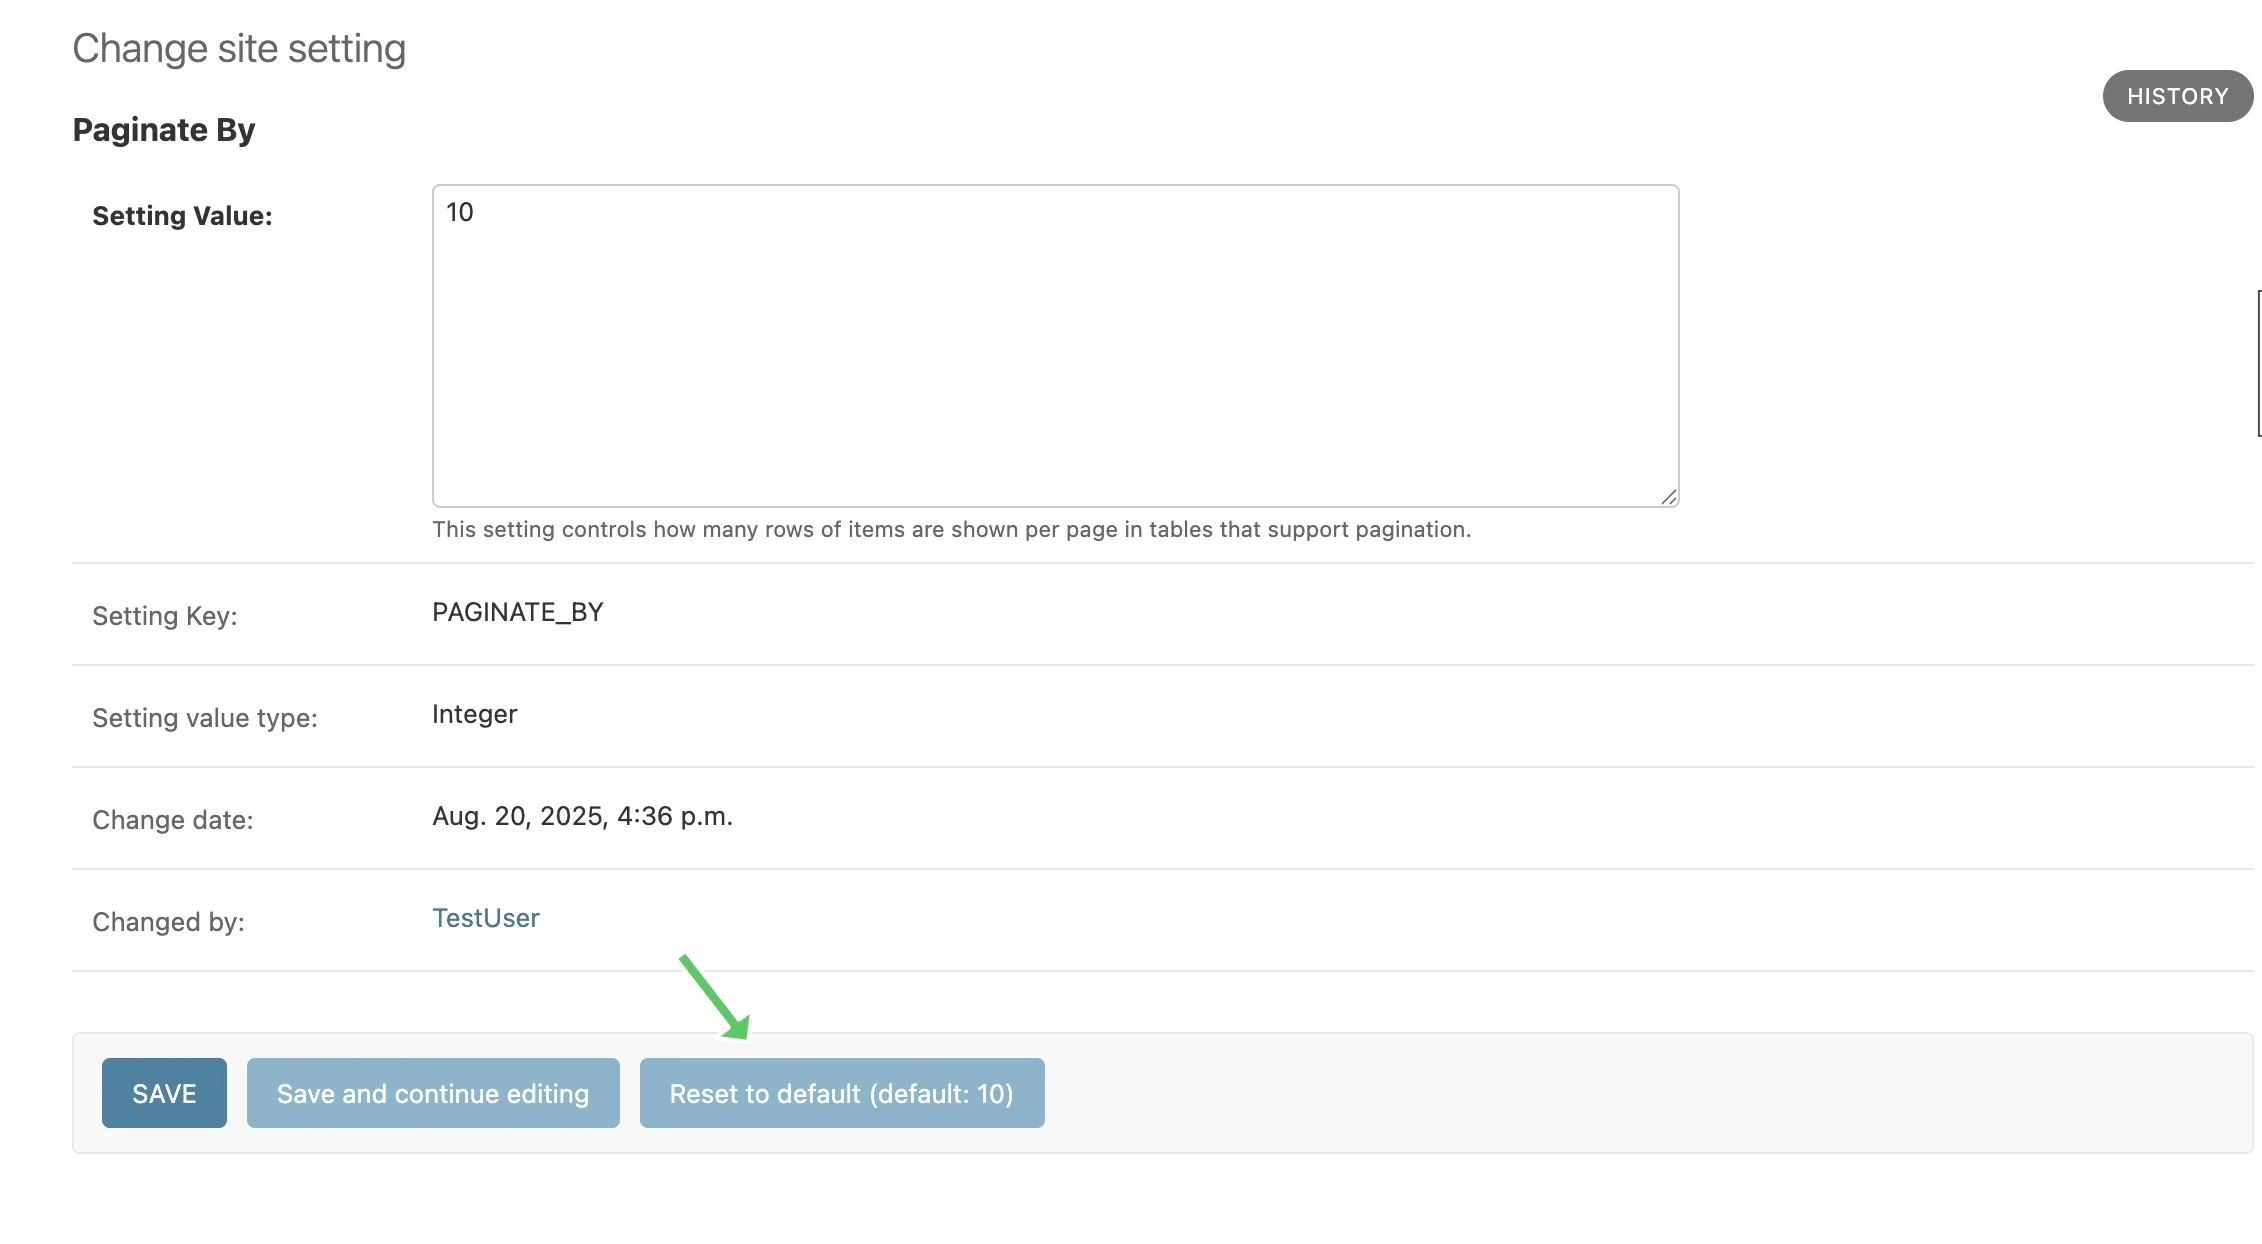 Change site setting
HISTORY
Paginate By
Setting Value:
10
This setting controls how many rows of items are shown per page in tables that support pagination.
Setting Key:
PAGINATE_BY
Setting value type:
Integer
Change date:
Aug. 20, 2025, 4:36 p.m.
Changed by:
TestUser
SAVE
Save and continue editing
Reset to default (default: 10)